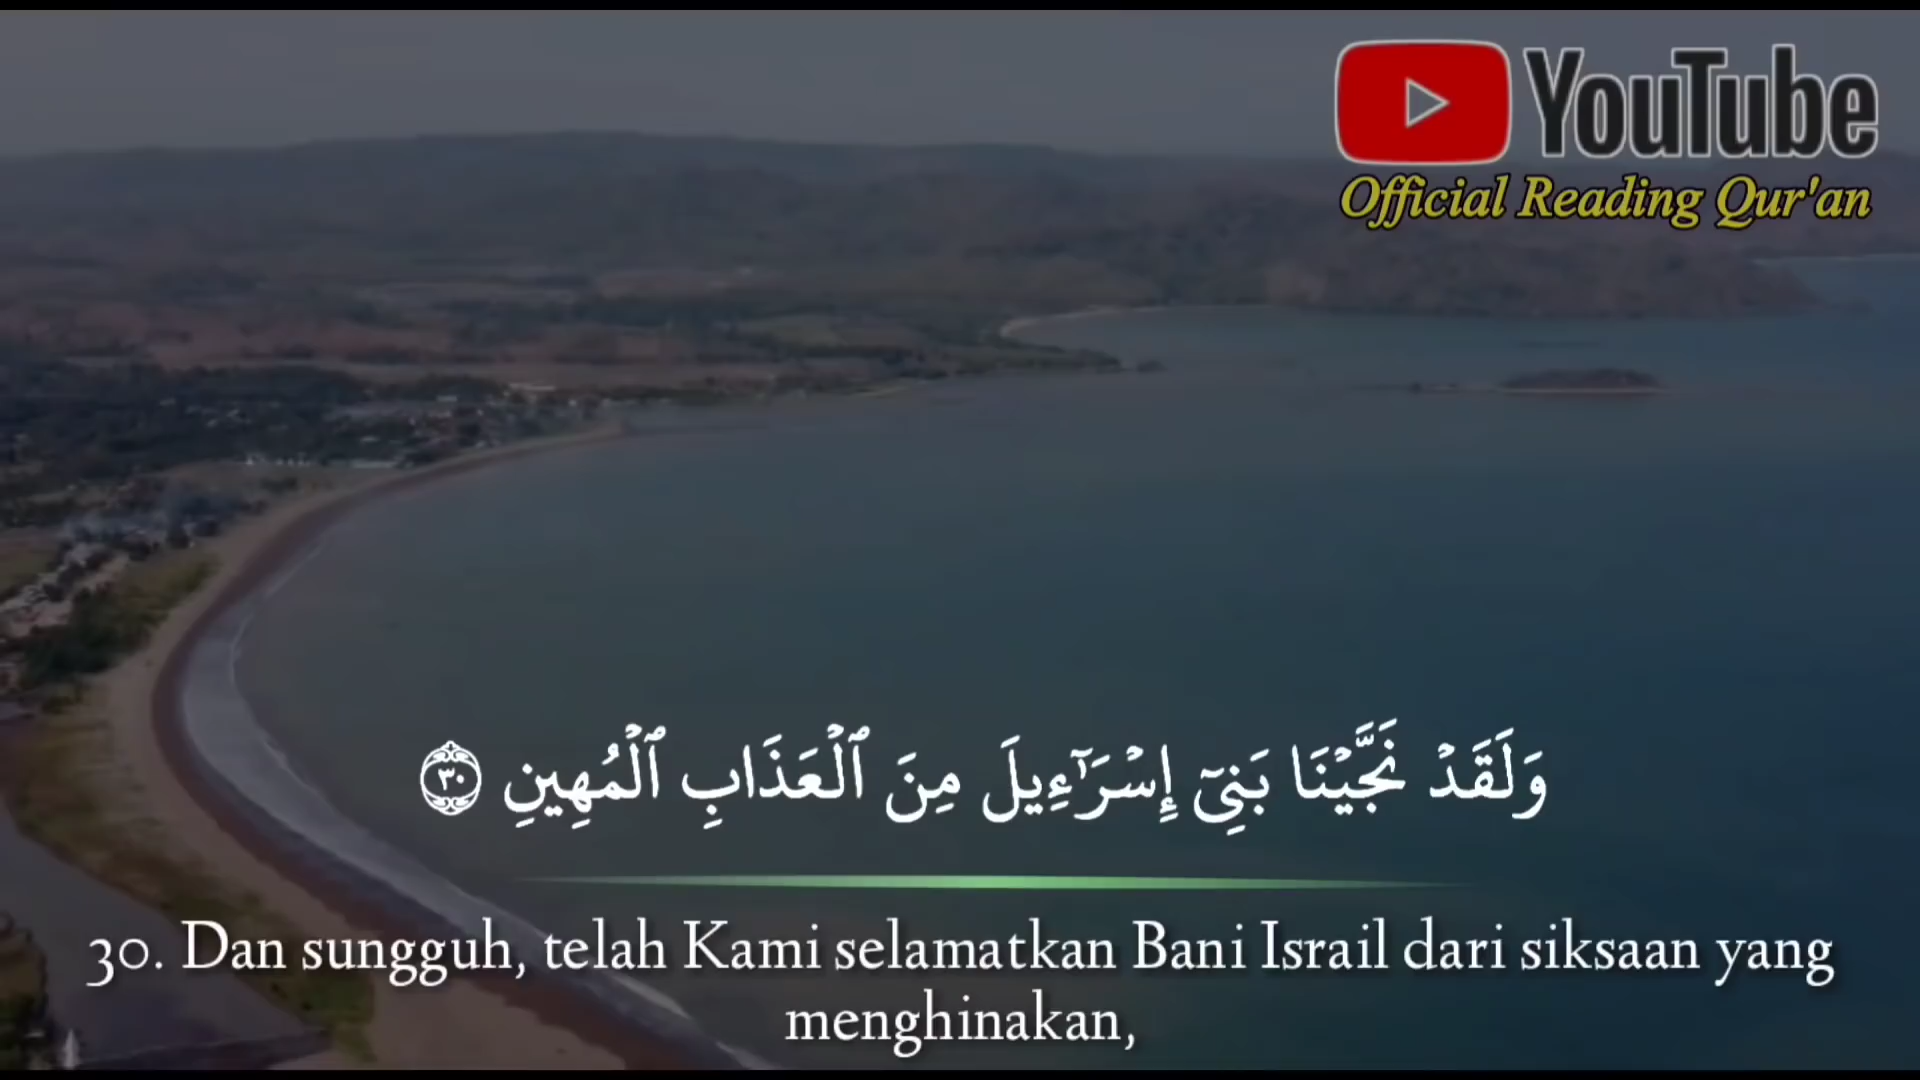 YouTube
Official Reading Qur'an
وَلَقَدْ نَجَّيْنَا بَنِىٓ إِسْرَٰٓءِيلَ مِنَ ٱلْعَذَابِ ٱلْمُهِينِ ٣٠
30. Dan sungguh, telah Kami selamatkan Bani Israil dari siksaan yang
menghinakan,